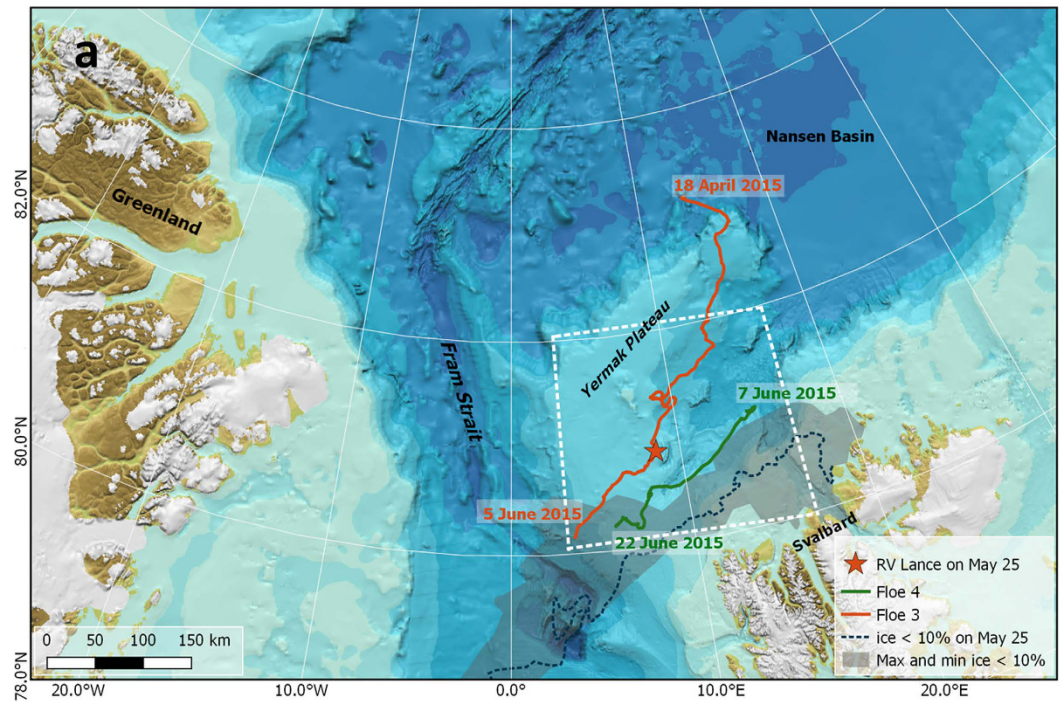 a
Nansen Basin
18 April 2015
82.0°N
Greenland
Yermak Plateau
Fram Strait
7 June 2015
80.0°N
5 June 2015
22 June 2015
Svalbard
RV Lance on May 25
Floe 4
Floe 3
ice < 10% on May 25
Max and min ice < 10%
0 50 100 150 km
78.0°N
20.0°W 10.0°W 0.0° 10.0°E 20.0°E